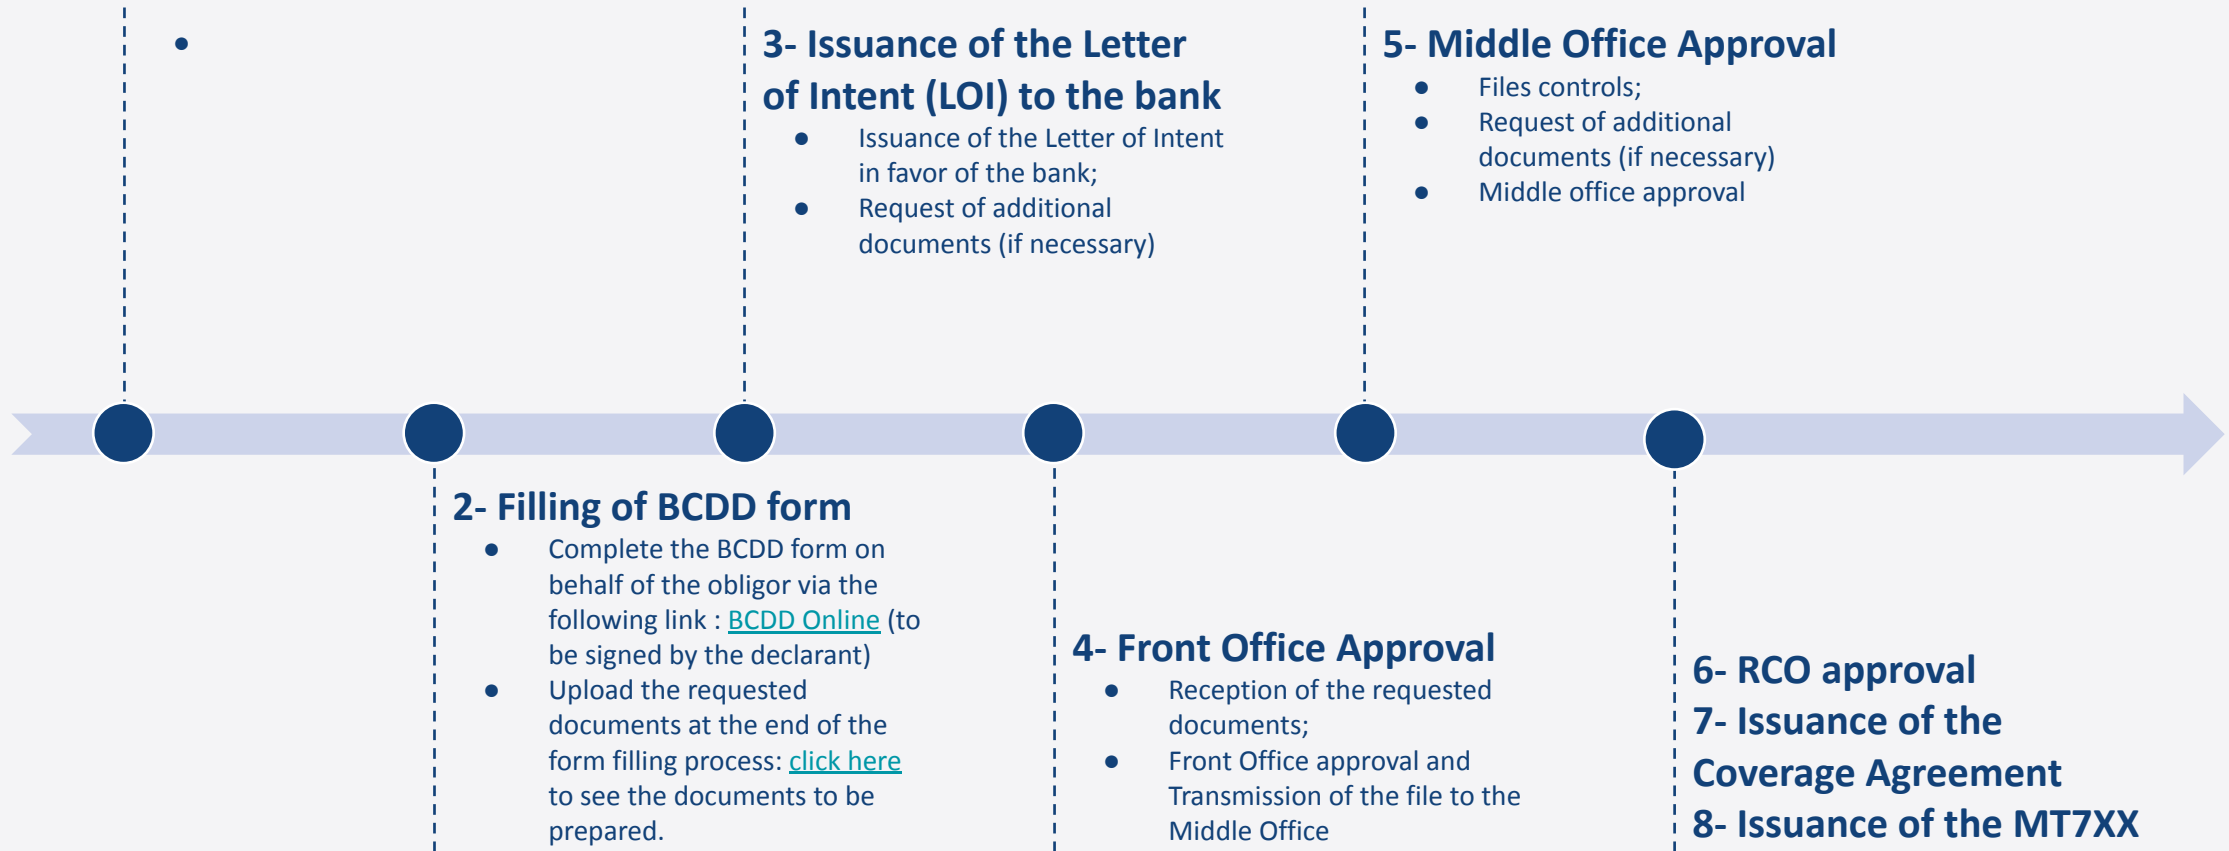 ●
3- Issuance of the Letter
of Intent (LOI) to the bank
● Issuance of the Letter of Intent
in favor of the bank;
● Request of additional
documents (if necessary)
5- Middle Office Approval
● Files controls;
● Request of additional
documents (if necessary)
● Middle office approval
2- Filling of BCDD form
● Complete the BCDD form on
behalf of the obligor via the
following link : BCDD Online (to
be signed by the declarant)
● Upload the requested
documents at the end of the
form filling process: click here
to see the documents to be
prepared.
4- Front Office Approval
● Reception of the requested
documents;
● Front Office approval and
Transmission of the file to the
Middle Office
6- RCO approval
7- Issuance of the
Coverage Agreement
8- Issuance of the MT7XX